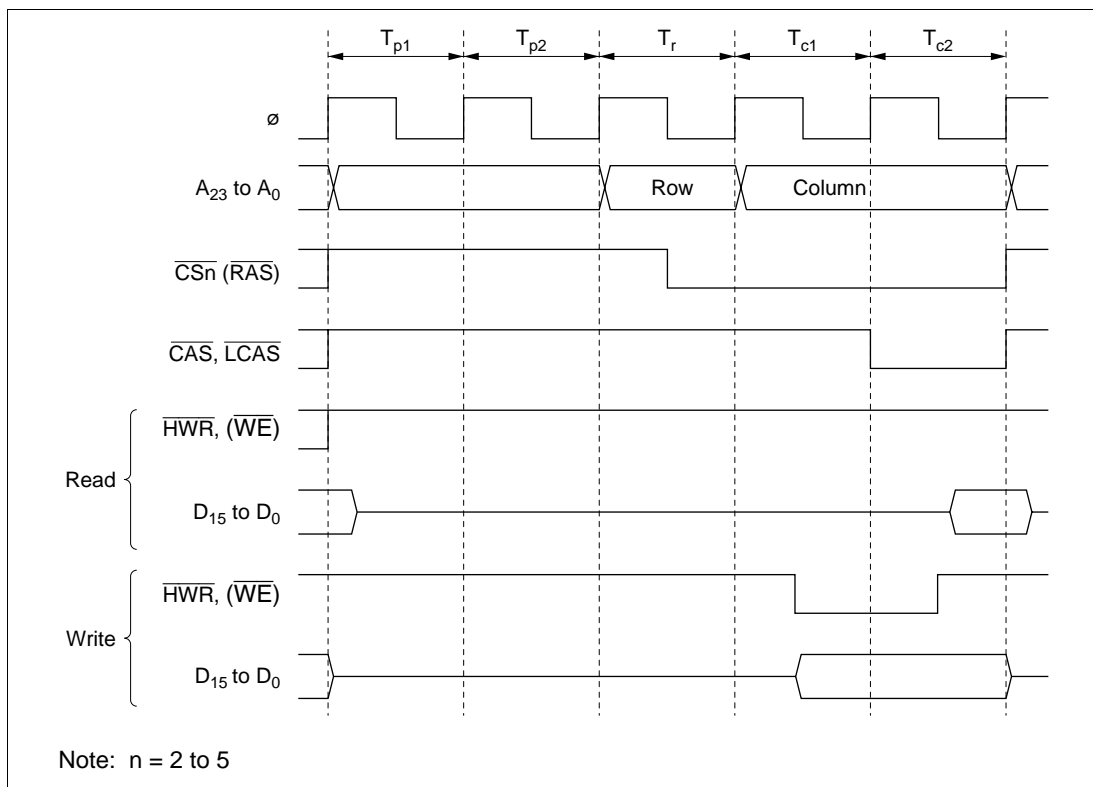 Tp1 Tp2 Tr Tc1 Tc2
ø
A23 to A0 Row Column
CSn (RAS)
CAS, LCAS
Read
HWR, (WE)
D15 to D0
Write
HWR, (WE)
D15 to D0
Note: n = 2 to 5